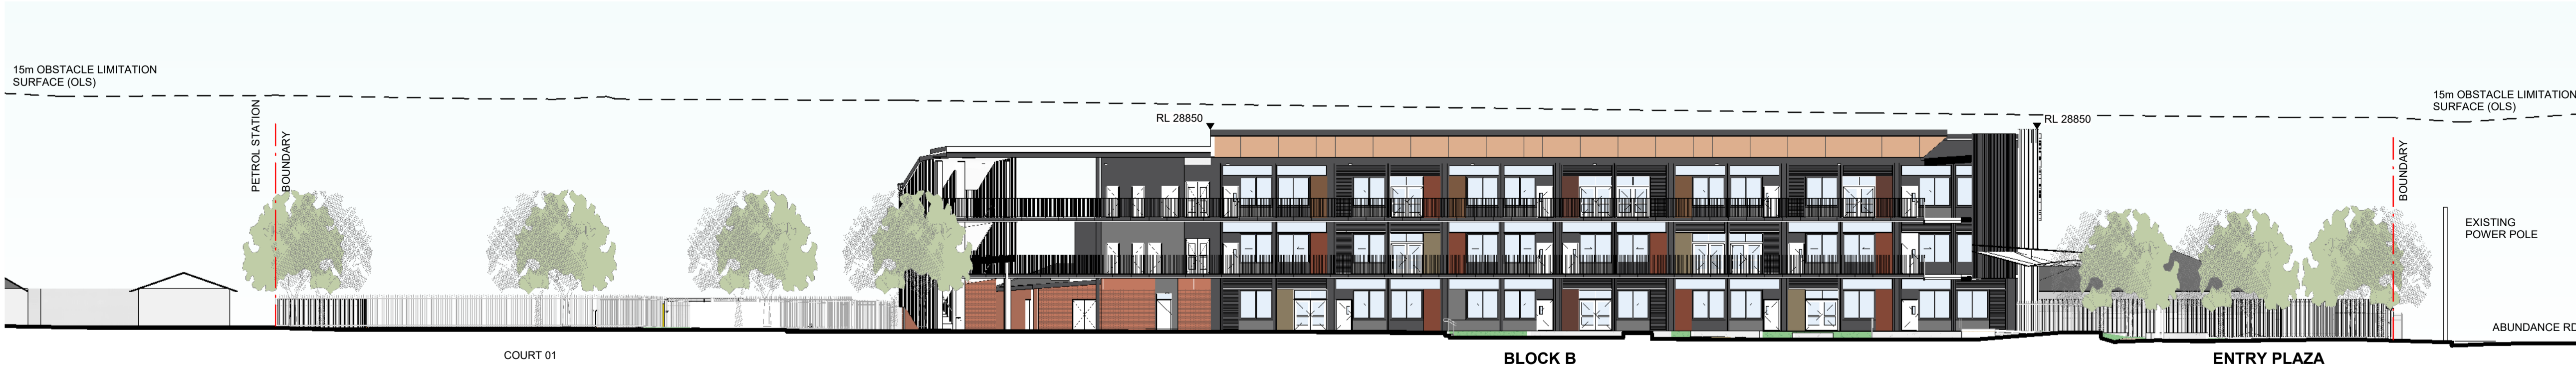 15m OBSTACLE LIMITATION
SURFACE (OLS)
PETROL STATION
BOUNDARY
RL 28850
RL 28850
15m OBSTACLE LIMITATION
SURFACE (OLS)
BOUNDARY
EXISTING
POWER POLE
ABUNDANCE RD
COURT 01
BLOCK B
ENTRY PLAZA